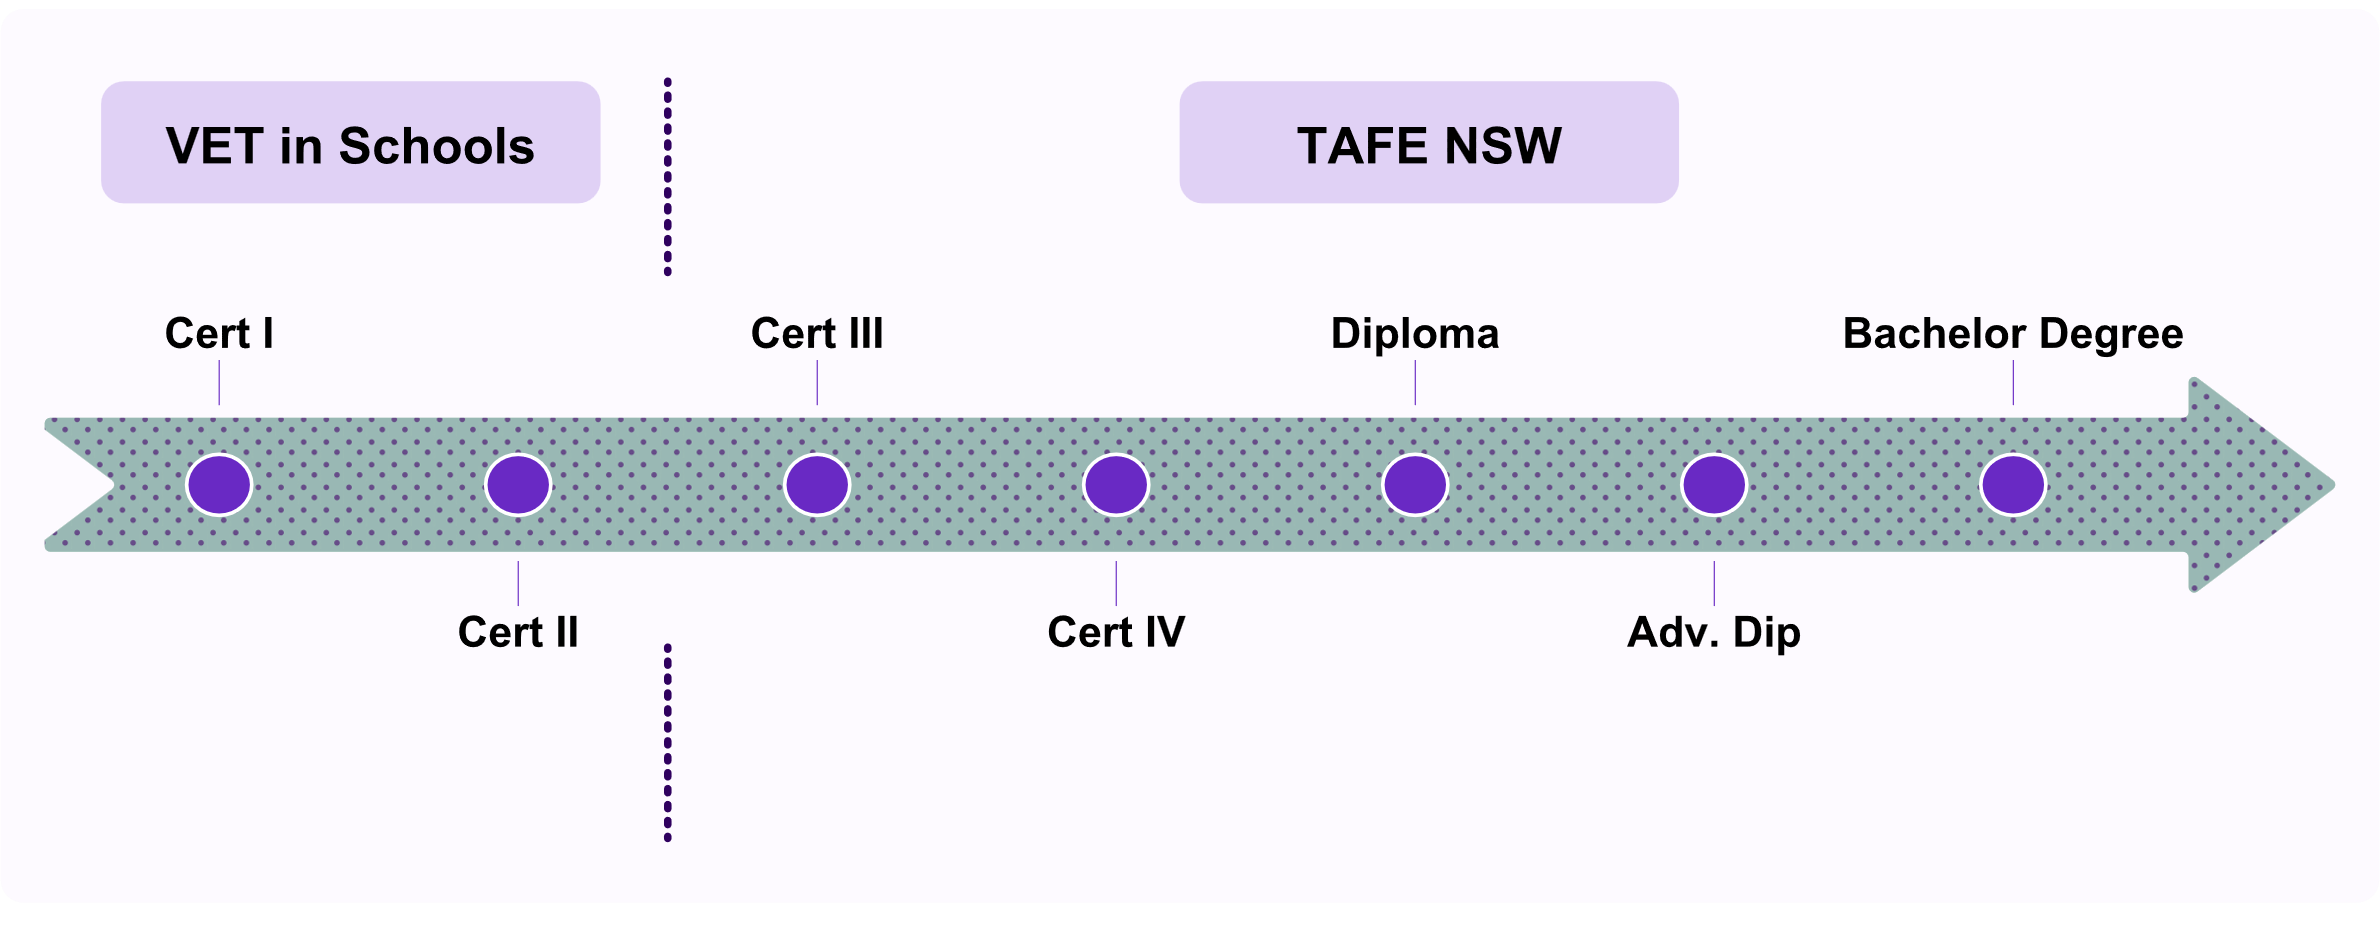 VET in Schools
TAFE NSW
Cert I
Cert III
Diploma
Bachelor Degree
Cert II
Cert IV
Adv. Dip